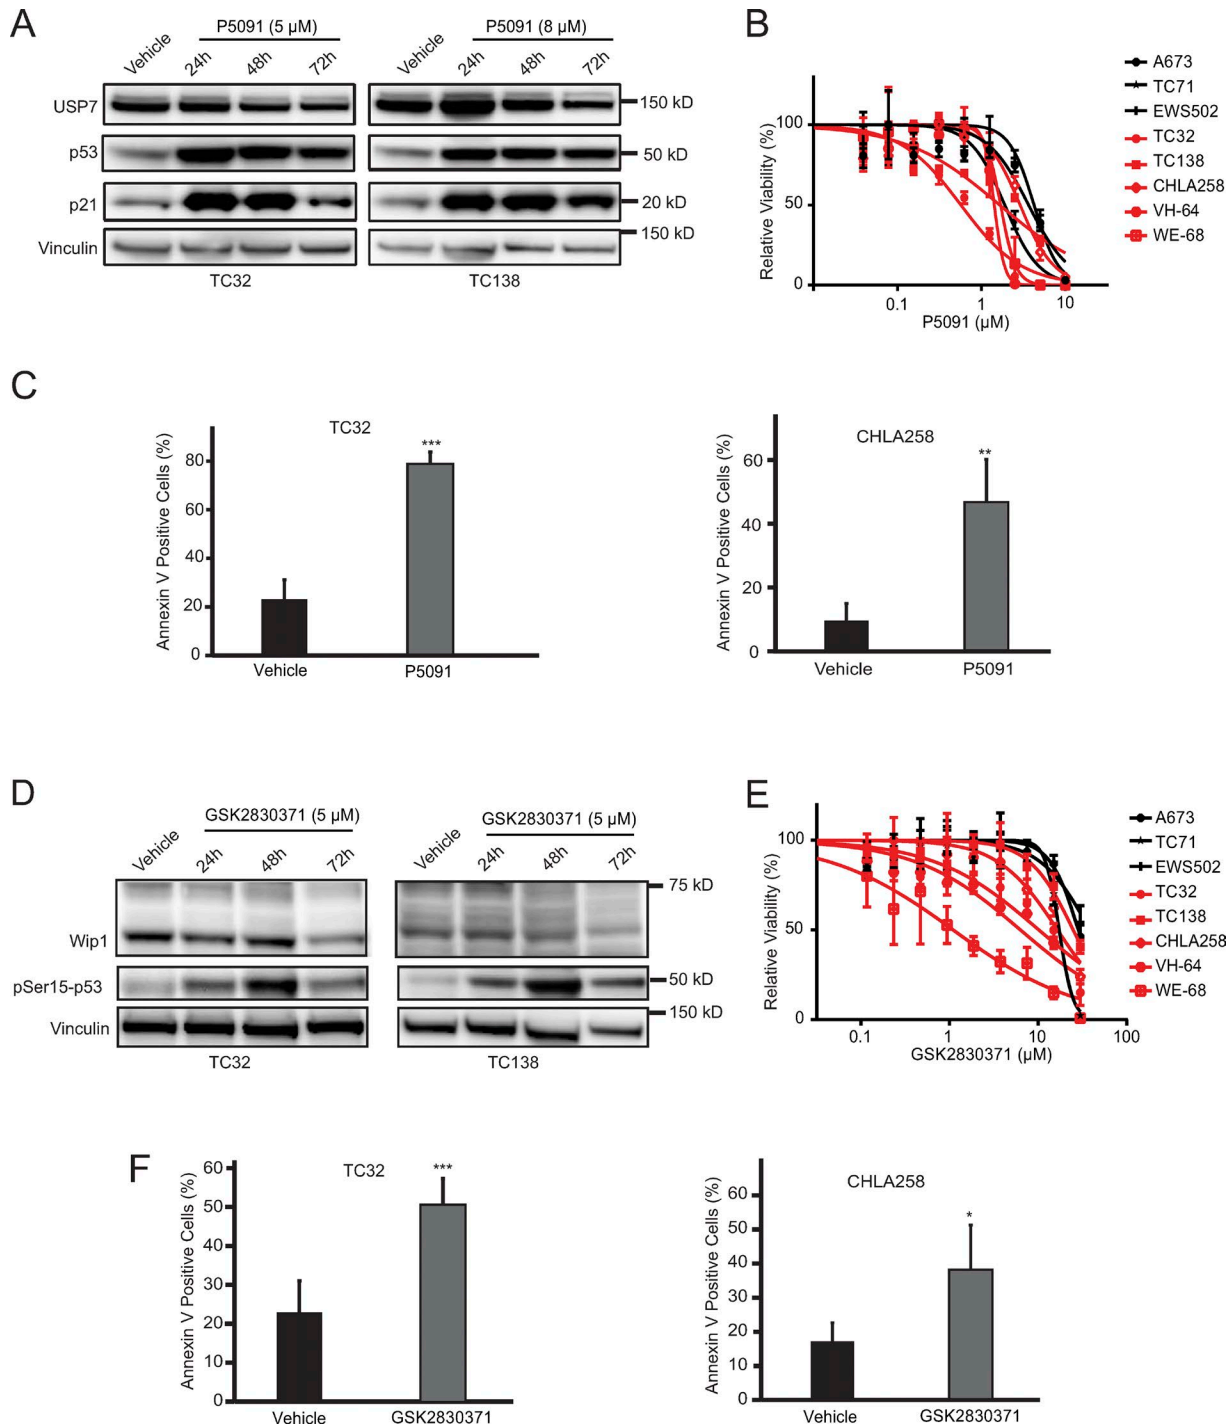 A
P5091 (5 µM)
P5091 (8 µM)
Vehicle
24h
48h
72h
Vehicle
24h
48h
72h
USP7
150 kD
p53
50 kD
p21
20 kD
Vinculin
150 kD
TC32
TC138
B
Relative Viability (%)
100
50
0
0.1
1
10
P5091 (µM)
A673
TC71
EWS502
TC32
TC138
CHLA258
VH-64
WE-68
C
TC32
Annexin V Positive Cells (%)
80
60
40
20
0
***
Vehicle
P5091
CHLA258
Annexin V Positive Cells (%)
60
40
20
0
**
Vehicle
P5091
D
GSK2830371 (5 µM)
GSK2830371 (5 µM)
Vehicle
24h
48h
72h
Vehicle
24h
48h
72h
75 kD
Wip1
pSer15-p53
50 kD
Vinculin
150 kD
TC32
TC138
E
Relative Viability (%)
100
50
0
0.1
1
10
100
GSK2830371 (µM)
A673
TC71
EWS502
TC32
TC138
CHLA258
VH-64
WE-68
F
TC32
Annexin V Positive Cells (%)
60
50
40
30
20
10
0
***
Vehicle
GSK2830371
CHLA258
Annexin V Positive Cells (%)
60
50
40
30
20
10
0
*
Vehicle
GSK2830371